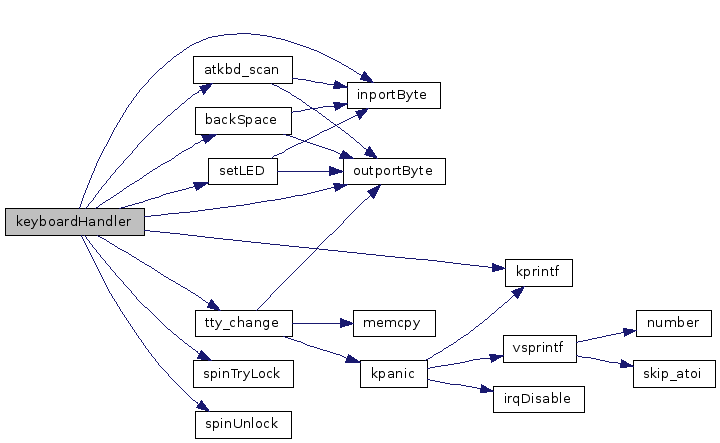 atkbd_scan
inportByte
backSpace
setLED
outportByte
keyboardHandler
kprintf
tty_change
memcpy
number
vsprintf
spinTryLock
kpanic
skip_atoi
irqDisable
spinUnlock